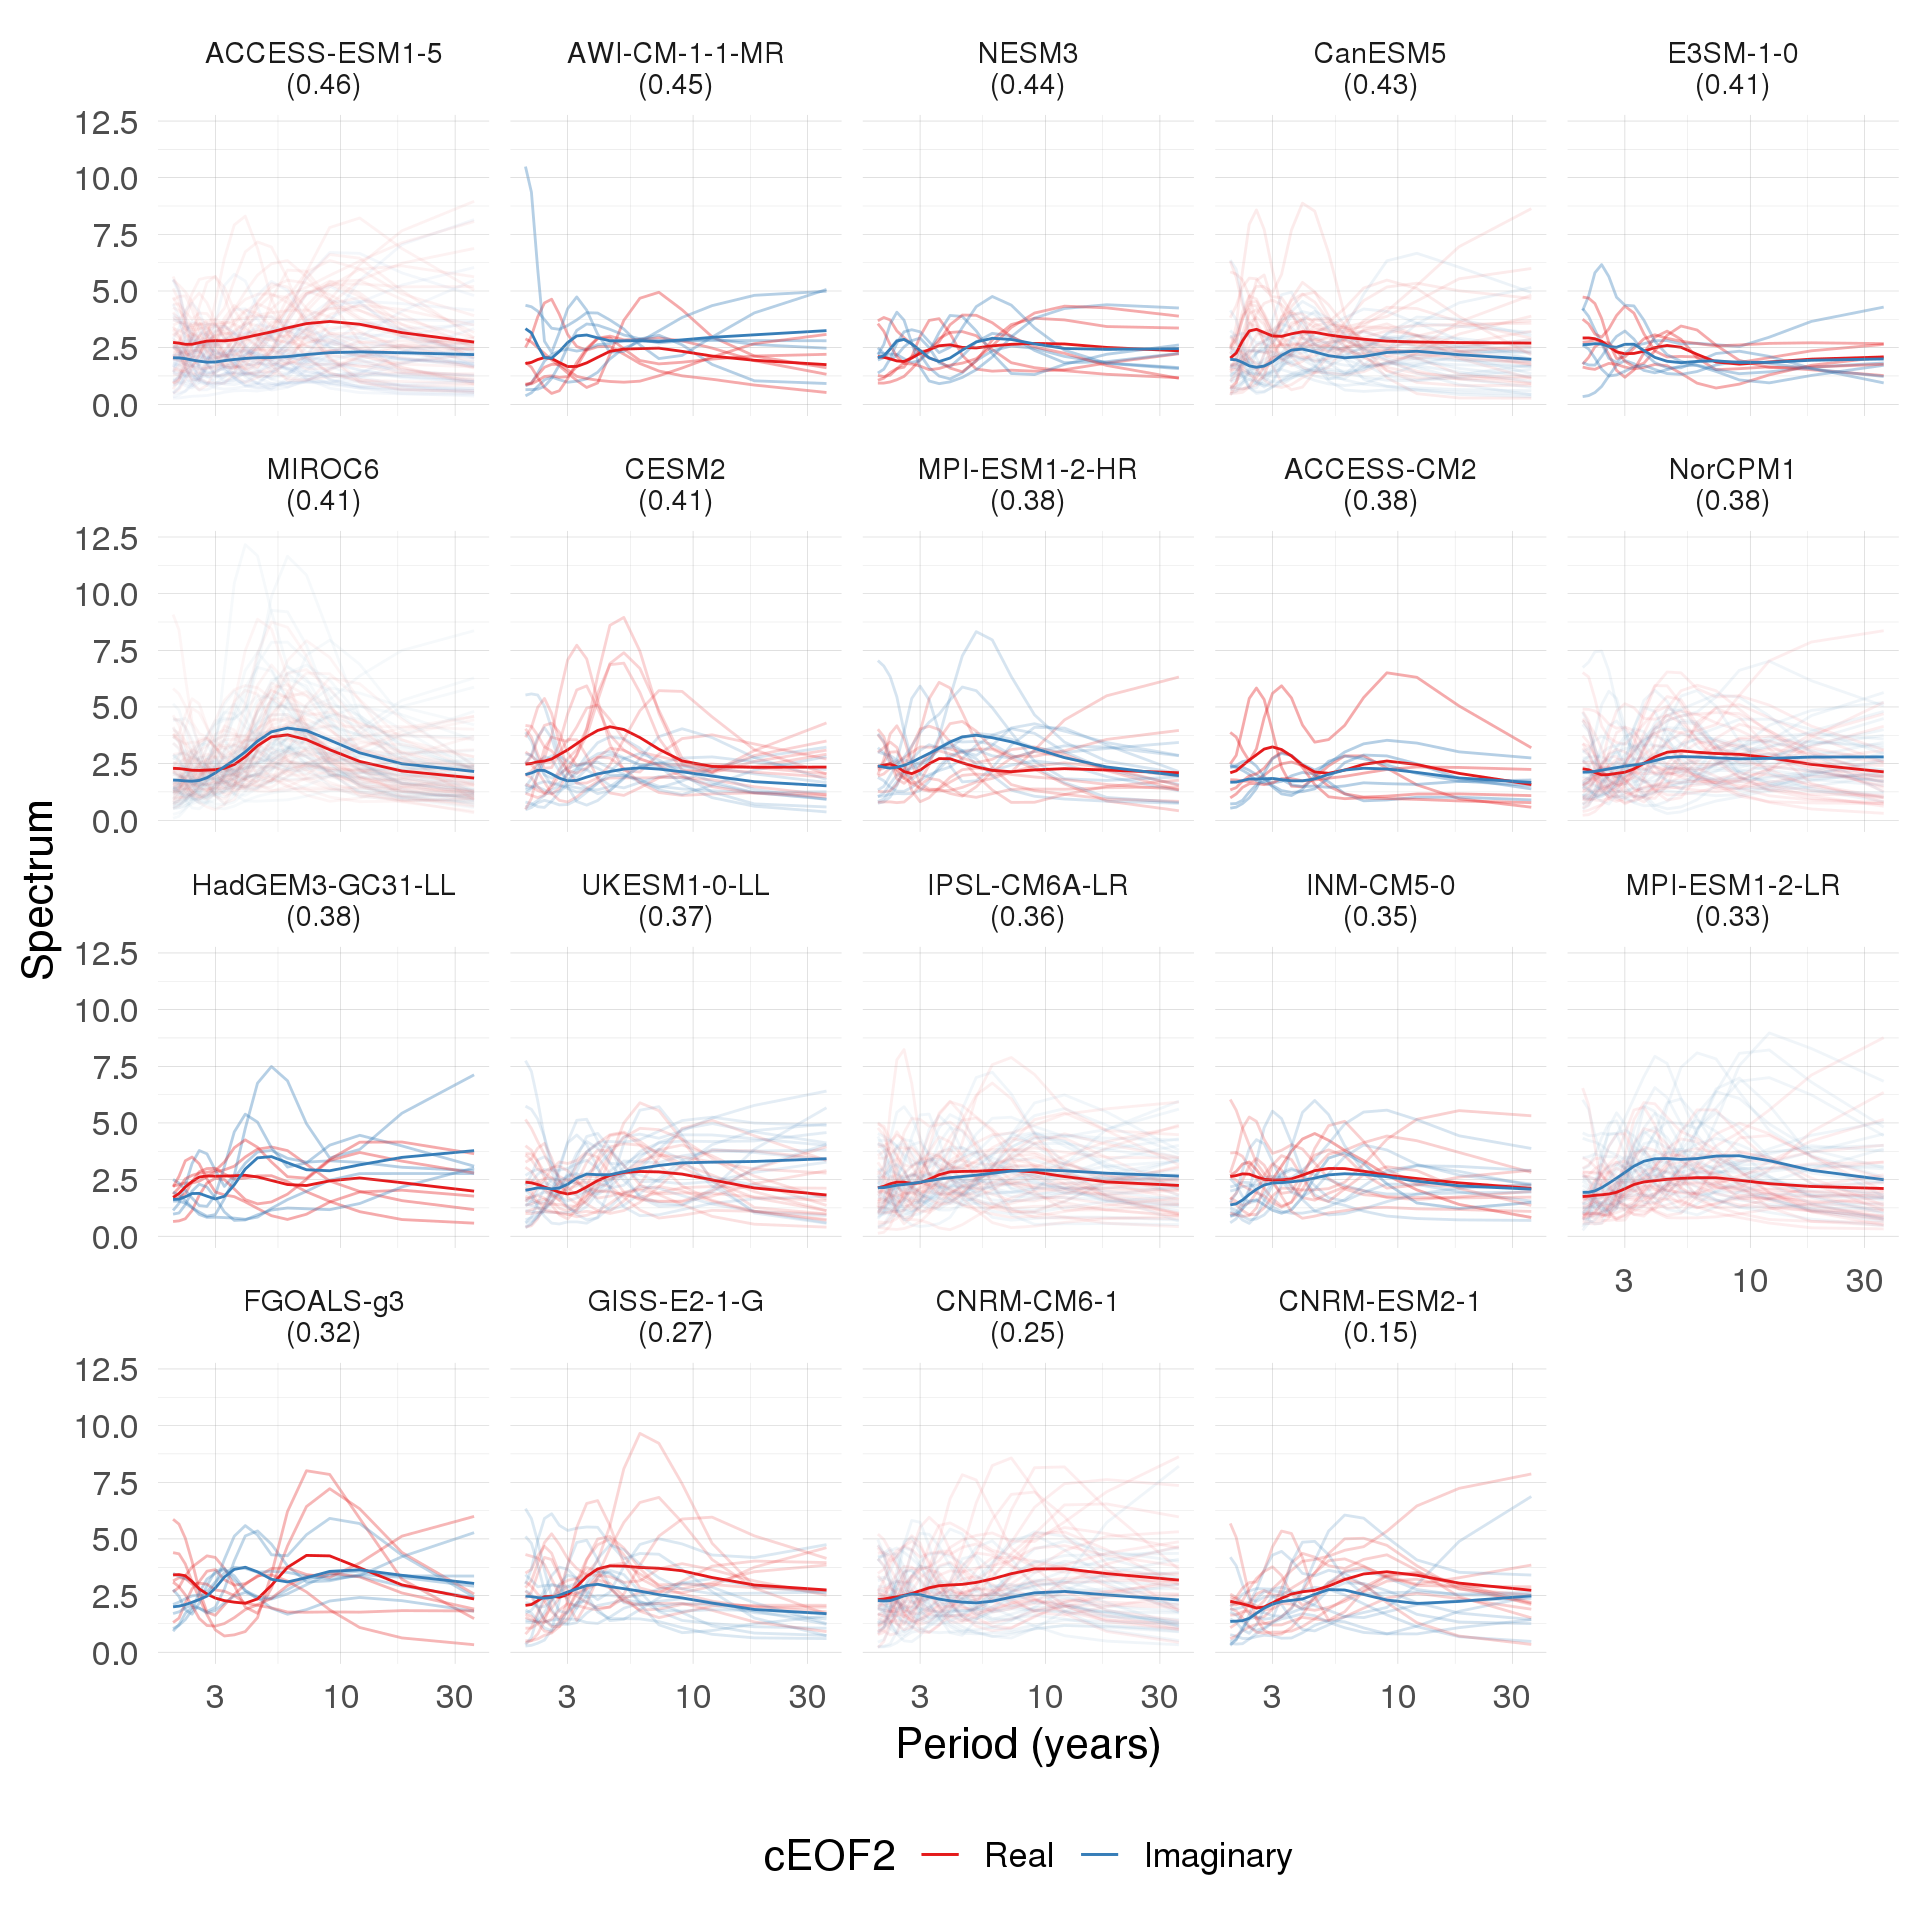 ACCESS-ESM1-5 AWI-CM-1-1-MR NESM3 CanESM5 E3SM-1-0
(0.46) (0.45) (0.44) (0.43) (0.41)
12.5
10.0
7.5
5.0
2.5
0.0
MIROC6 CESM2 MPI-ESM1-2-HR ACCESS-CM2 NorCPM1
(0.41) (0.41) (0.38) (0.38) (0.38)
12.5
10.0
7.5
5.0
2.5
0.0
Spectrum
HadGEM3-GC31-LL UKESM1-0-LL IPSL-CM6A-LR INM-CM5-0 MPI-ESM1-2-LR
(0.38) (0.37) (0.36) (0.35) (0.33)
12.5
10.0
7.5
5.0
2.5
0.0
3 10 30
FGOALS-g3 GISS-E2-1-G CNRM-CM6-1 CNRM-ESM2-1
(0.32) (0.27) (0.25) (0.15)
12.5
10.0
7.5
5.0
2.5
0.0
3 10 30 3 10 30 3 10 30 3 10 30
Period (years)
cEOF2 Real Imaginary